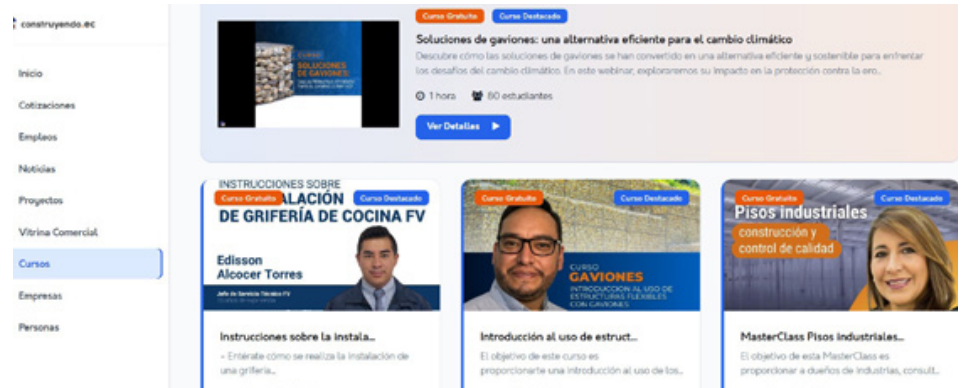 construyendo.ec
Inicio
Cotizaciones
Empleos
Noticias
Proyectos
Vitrina Comercial
Cursos
Empresas
Personas
Curso Gratuito Curso Destacado
CURSO
SOLUCIONES
DE GAVIONES:
Soluciones de gaviones: una alternativa eficiente para el cambio climático
Descubre cómo las soluciones de gaviones se han convertido en una alternativa eficiente y sostenible para enfrentar
los desafíos del cambio climático. En este webinar, exploraremos su impacto en la protección contra la ero...
1 hora 80 estudiantes
Ver Detalles
INSTRUCCIONES SOBRE
Curso Gratuito ALACIÓN Curso Destacado
DE GRIFERÍA DE COCINA FV
Edisson
Alcocer Torres
Jefe de Servicio Técnico FV
Instrucciones sobre la instala...
- Entérate cómo se realiza la instalación de
una grifería...
Curso Gratuito Curso Destacado
CURSO
GAVIONES
INTRODUCCIÓN AL USO DE
ESTRUCTURAS FLEXIBLES
CON GAVIONES
Introducción al uso de estruct...
El objetivo de este curso es
proporcionarte una introducción al uso de los...
Curso Gratuito Curso Destacado
Pisos industriales
construcción y
control de calidad
MasterClass Pisos industriales...
El objetivo de esta MasterClass es
proporcionar a dueños de industrias, consult...